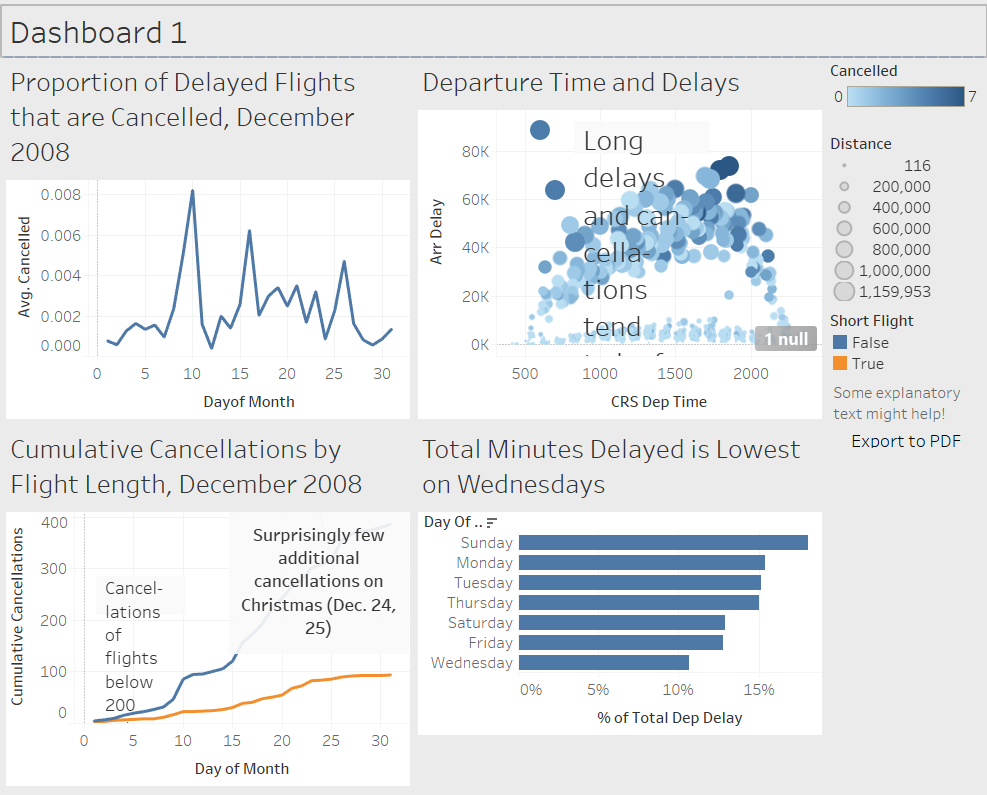 Dashboard 1
Proportion of Delayed Flights
that are Cancelled, December
2008
Avg. Cancelled
0.008
0.006
0.004
0.002
0.000
0 5 10 15 20 25 30
Dayof Month
Departure Time and Delays
Arr Delay
80K
60K
40K
20K
0K
Long
delays
and can-
cella-
tions
tend
1 null
500 1000 1500 2000
CRS Dep Time
Cancelled
0 7
Distance
116
200,000
400,000
600,000
800,000
1,000,000
1,159,953
Short Flight
False
True
Some explanatory
text might help!
Export to PDF
Cumulative Cancellations by
Flight Length, December 2008
Cumulative Cancellations
400
300
200
100
0
Cancel-
lations
of
flights
below
200
Surprisingly few
additional
cancellations on
Christmas (Dec. 24,
25)
0 5 10 15 20 25 30
Day of Month
Total Minutes Delayed is Lowest
on Wednesdays
Day Of ..
Sunday
Monday
Tuesday
Thursday
Saturday
Friday
Wednesday
0% 5% 10% 15%
% of Total Dep Delay